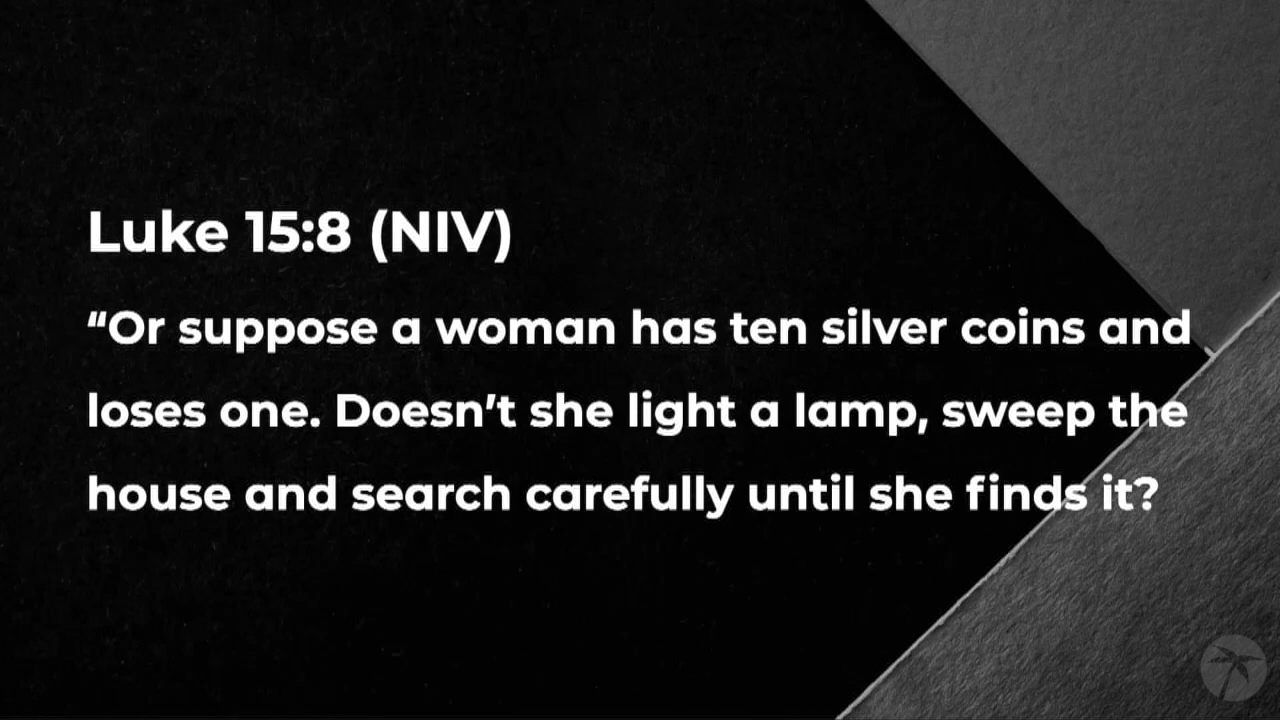 Luke 15:8 (NIV)
“Or suppose a woman has ten silver coins and
loses one. Doesn’t she light a lamp, sweep the
house and search carefully until she finds it?